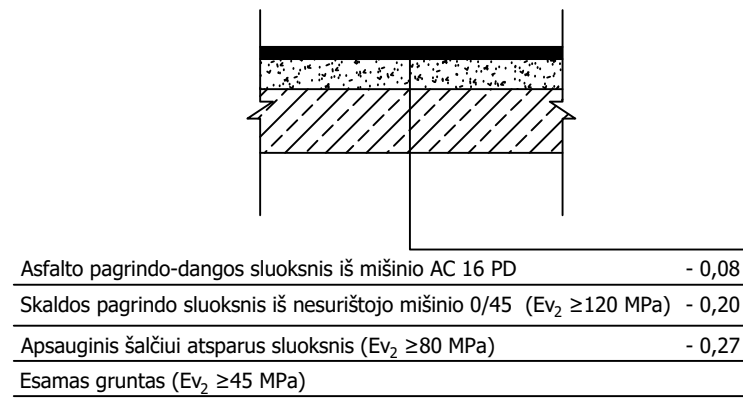 Asfalto pagrindo-dangos sluoksnis iš mišinio AC 16 PD - 0,08
Skaldos pagrindo sluoksnis iš nesurištojo mišinio 0/45 (Ev₂ ≥120 MPa) - 0,20
Apsauginis šalčiui atsparus sluoksnis (Ev₂ ≥80 MPa) - 0,27
Esamas gruntas (Ev₂ ≥45 MPa)